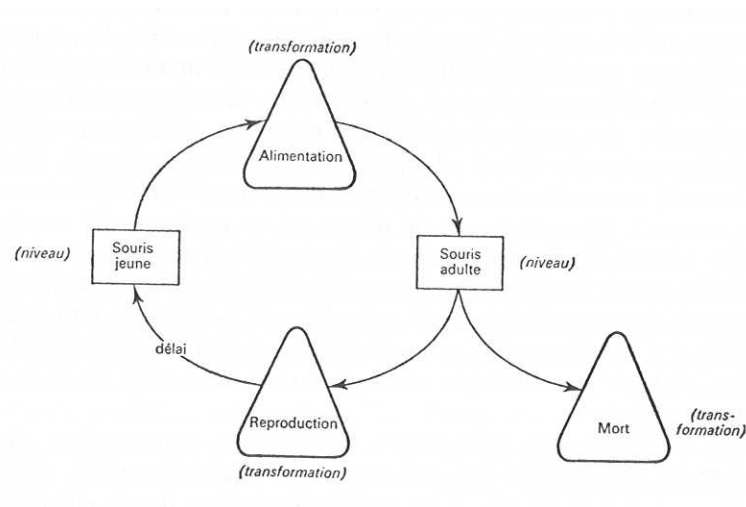 (transformation)
Alimentation
(niveau)
Souris
jeune
Souris
adulte
(niveau)
délai
Reproduction
(transformation)
Mort
(trans-
formation)